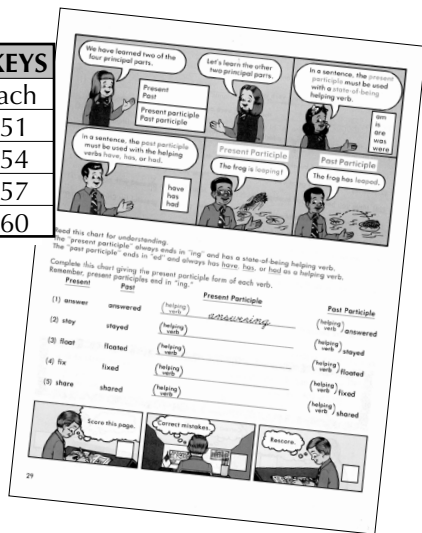 KEYS
ach
51
54
57
60
We have learned two of the
four principal parts.
Present
Past
Present participle
Past participle
Let's learn the other
two principal parts.
In a sentence, the present
participle must be used
with a state-of-being
helping verb.
am
is
are
was
were
In a sentence, the past participle
must be used with the helping
verbs have, has, or had.
have
has
had
Present Participle
The frog is leaping!
Past Participle
The frog has leaped.
Read this chart for understanding.
The "present participle" always ends in "ing" and has a state-of-being helping verb.
The "past participle" ends in "ed" and always has have, has, or had as a helping verb.
Complete this chart giving the present participle form of each verb.
Remember, present participles end in "ing."
Present Past Present Participle Past Participle
(1) answer answered (helping verb) answering (helping verb) answered
(2) stay stayed (helping verb) (helping verb) stayed
(3) float floated (helping verb) (helping verb) floated
(4) fix fixed (helping verb) (helping verb) fixed
(5) share shared (helping verb) (helping verb) shared
Score this page.
Correct mistakes.
Rescore.
29